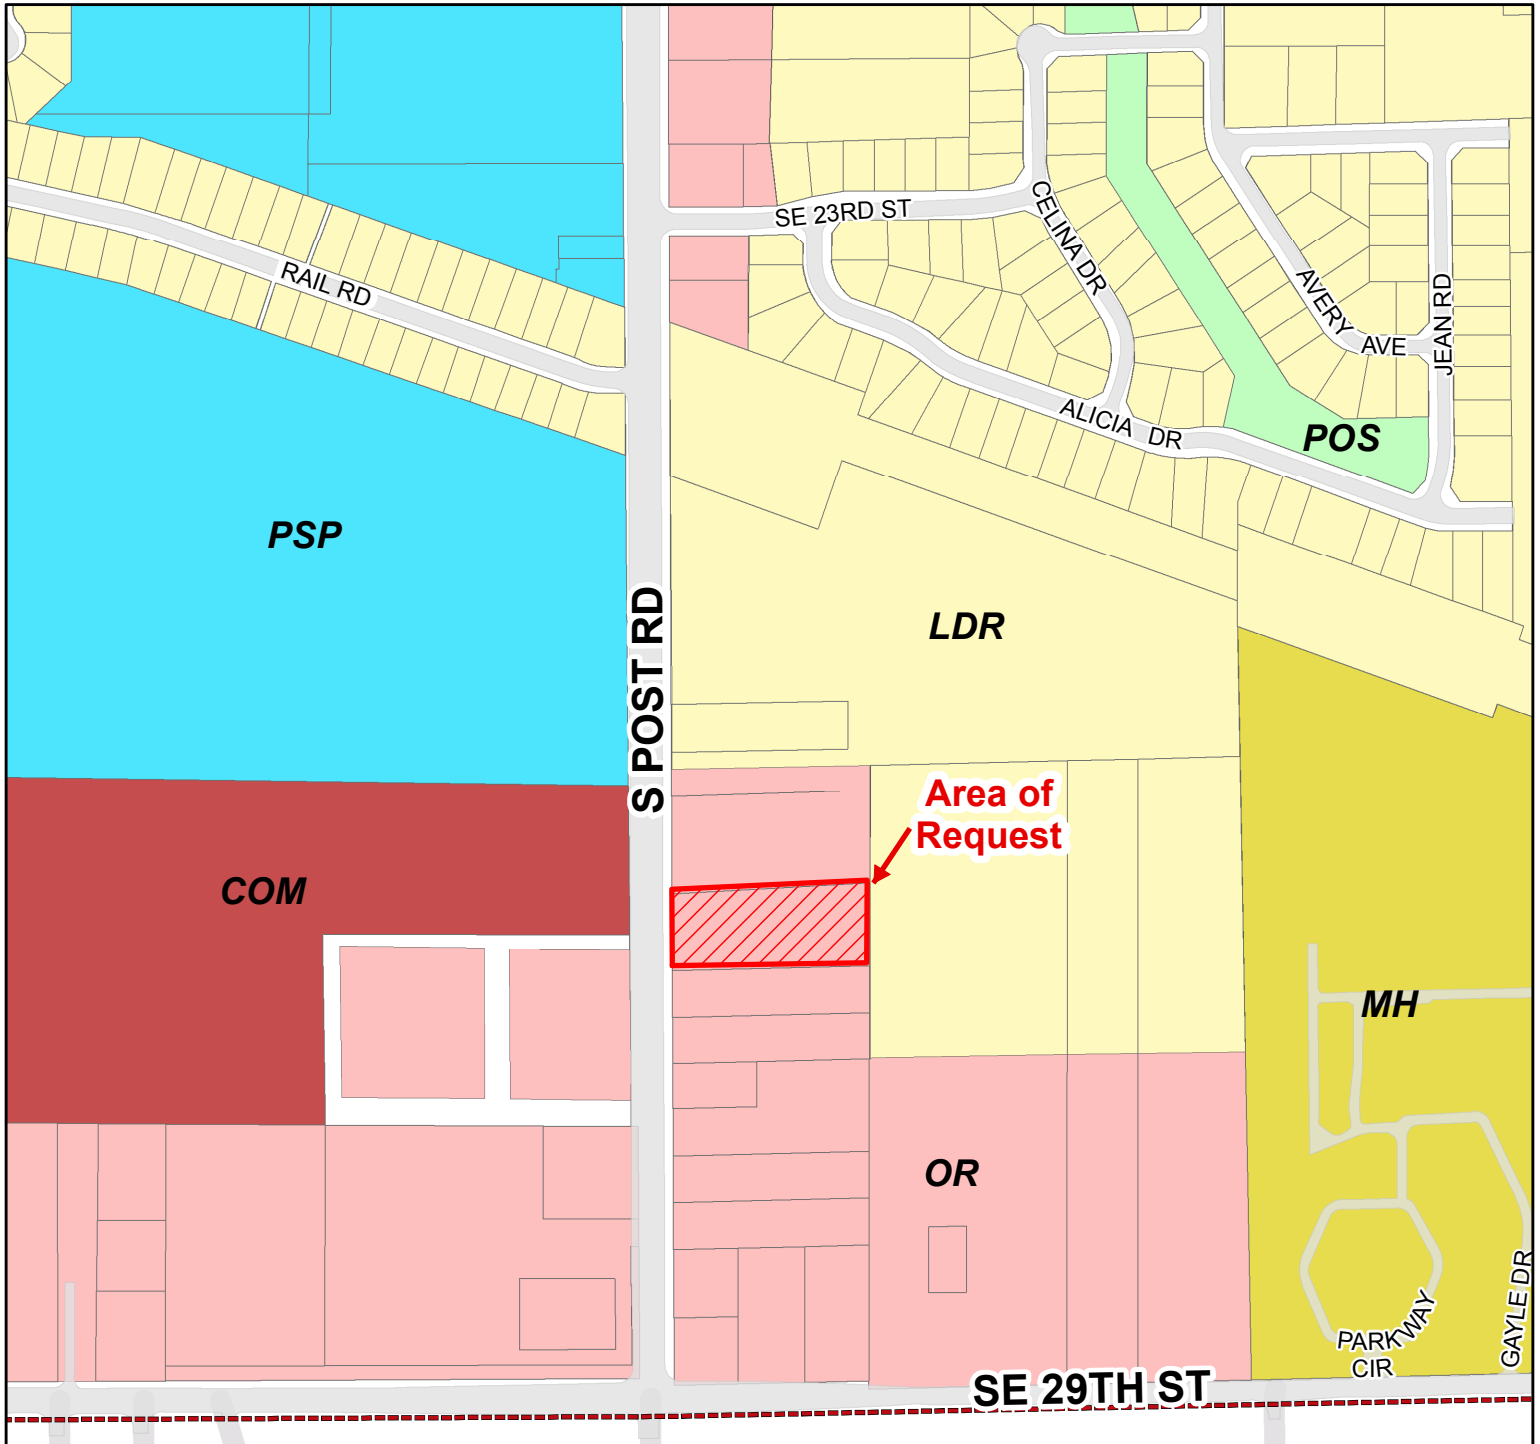 SE 23RD ST
CELINA DR
RAIL RD
AVERY
AVE
JEAN RD
ALICIA DR
POS
PSP
S POST RD
LDR
Area of
Request
COM
MH
OR
GAYLE DR
PARKWAY
CIR
SE 29TH ST